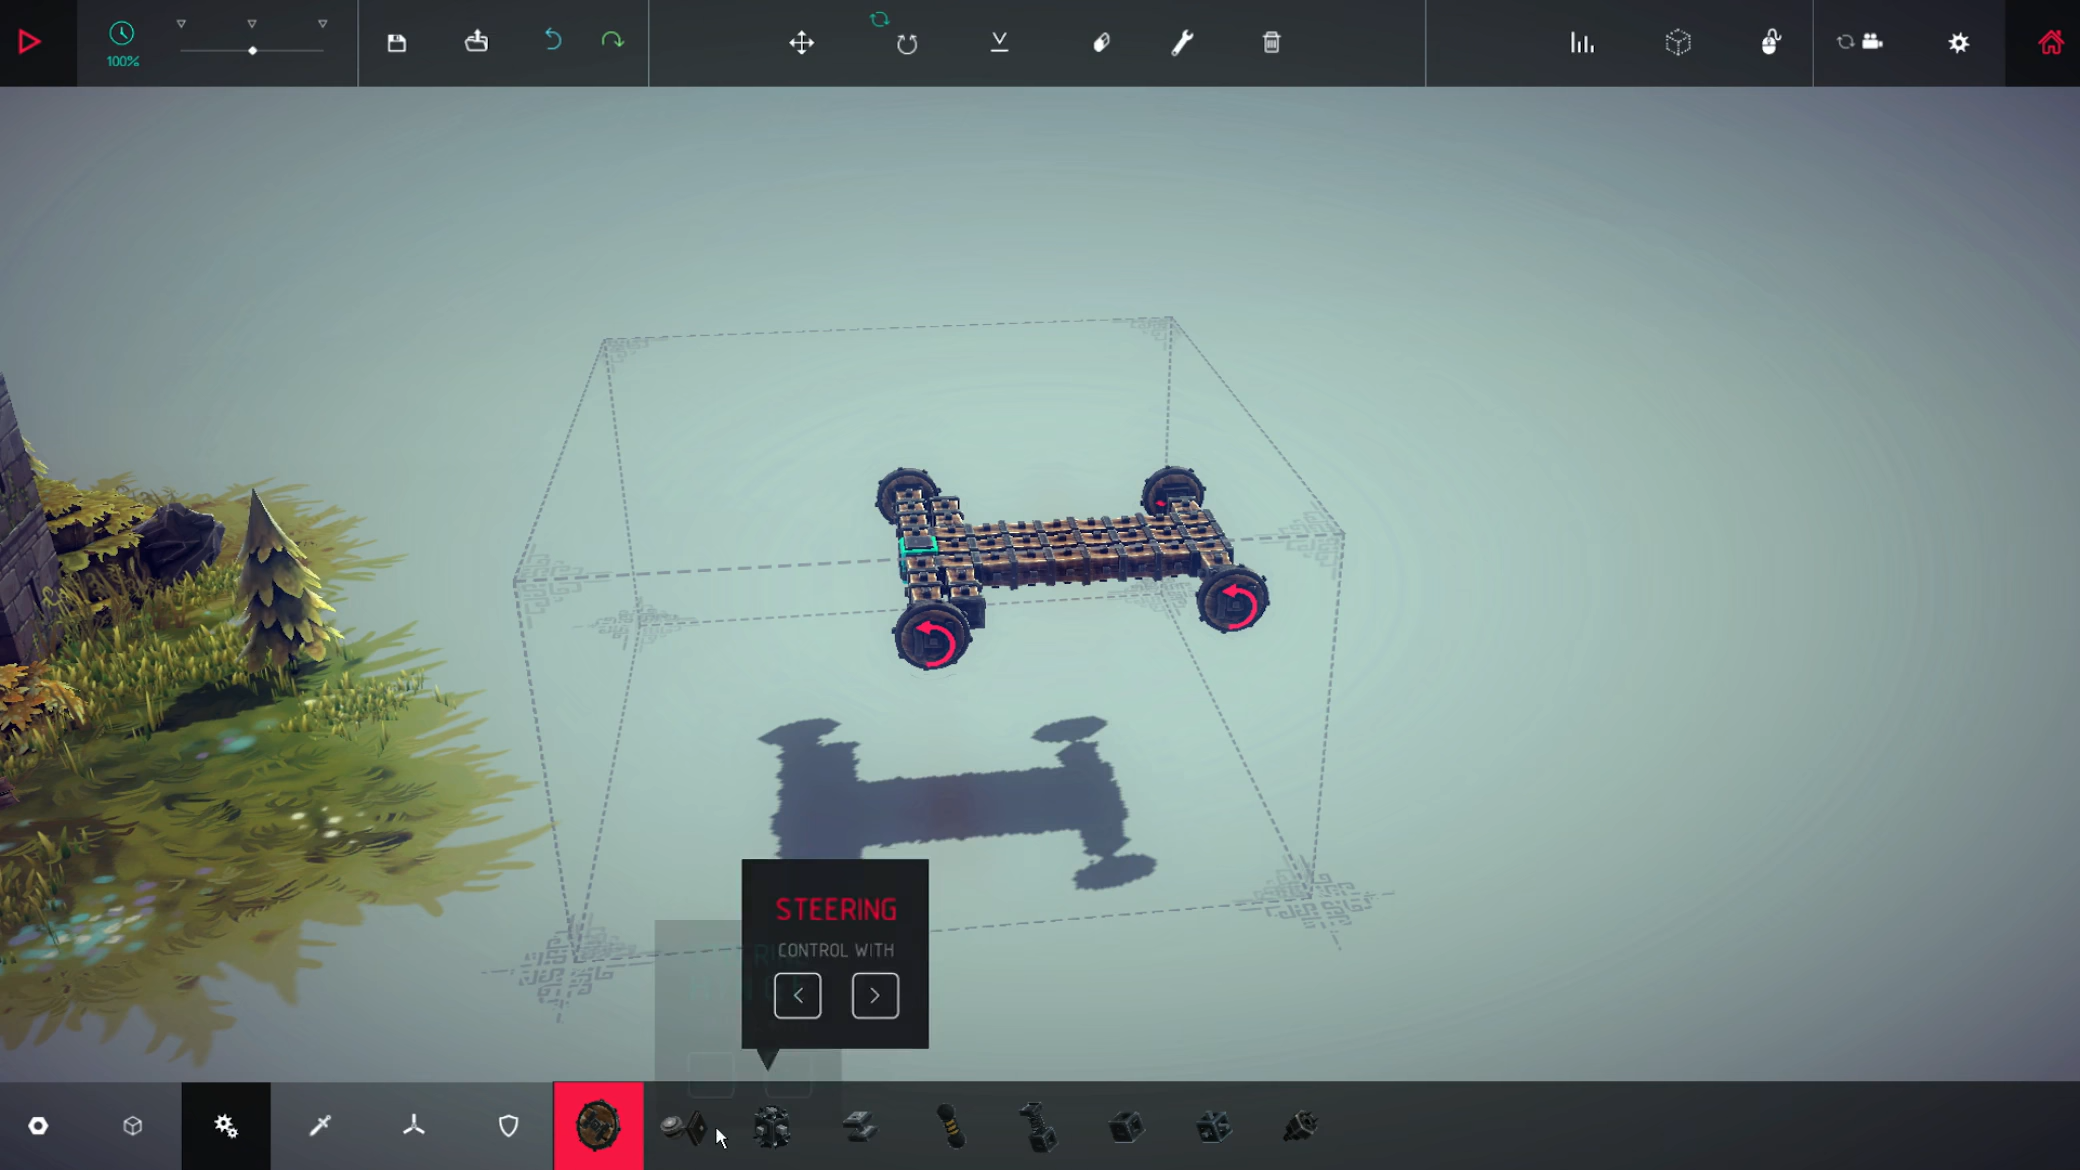 100%
STEERING
CONTROL WITH
< >